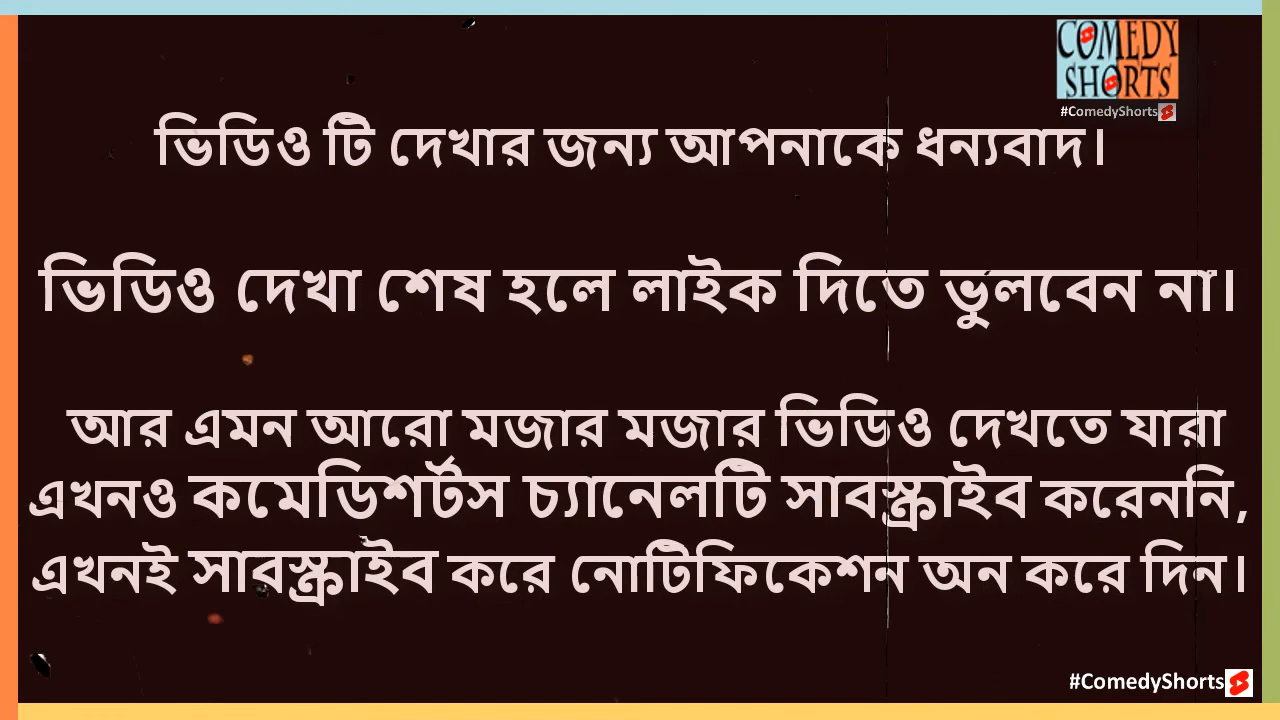 COMEDY
SHORTS
#ComedyShorts
ভিডিও টি দেখার জন্য আপনাকে ধন্যবাদ।
ভিডিও দেখা শেষ হলে লাইক দিতে ভুলবেন না।
আর এমন আরো মজার মজার ভিডিও দেখতে যারা
এখনও কমেডিশর্টস চ্যানেলটি সাবস্ক্রাইব করেননি,
এখনই সাবস্ক্রাইব করে নোটিফিকেশন অন করে দিন।
#ComedyShorts